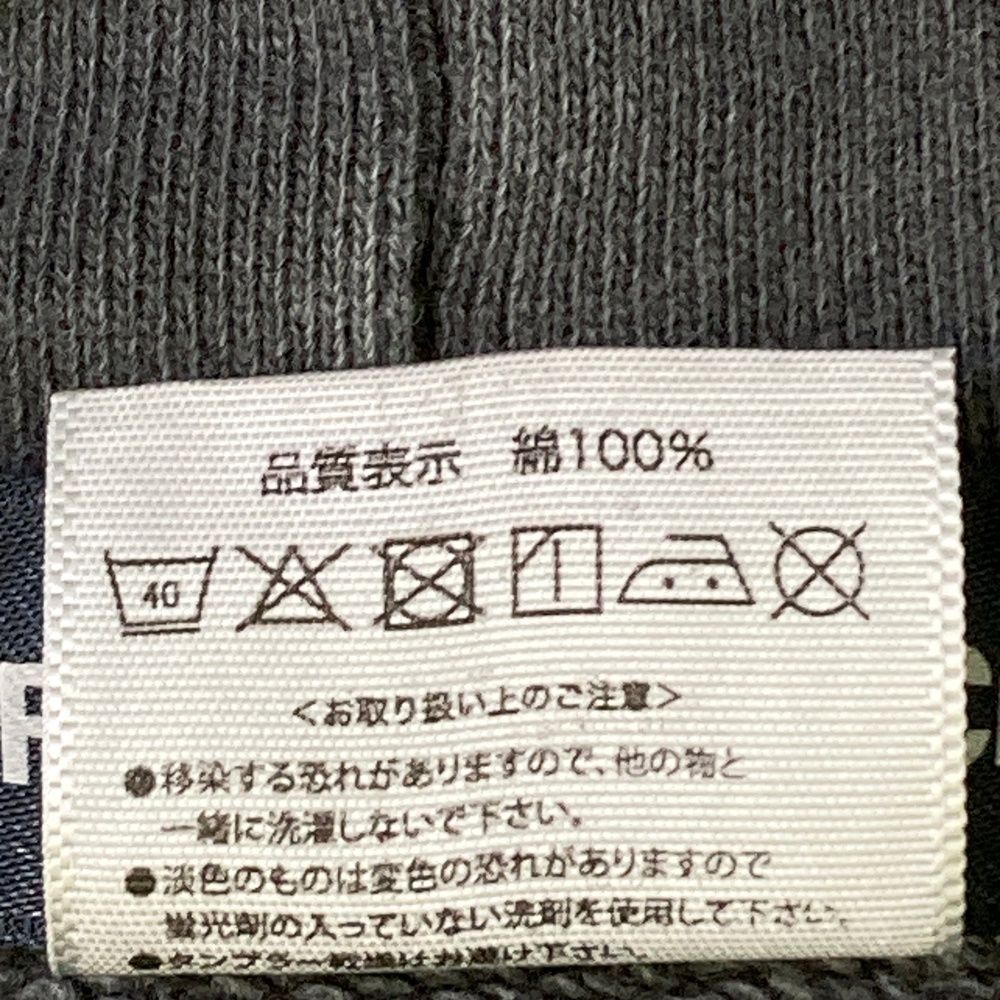 品質表示　綿100%
40
＜お取り扱い上のご注意＞
●移染する恐れがありますので、他の物と
一緒に洗濯しないで下さい。
●淡色のものは変色の恐れがありますので
蛍光剤の入っていない洗剤を使用して下さい。